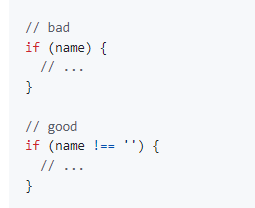 // bad
if (name) {
  // ...
}

// good
if (name !== '') {
  // ...
}